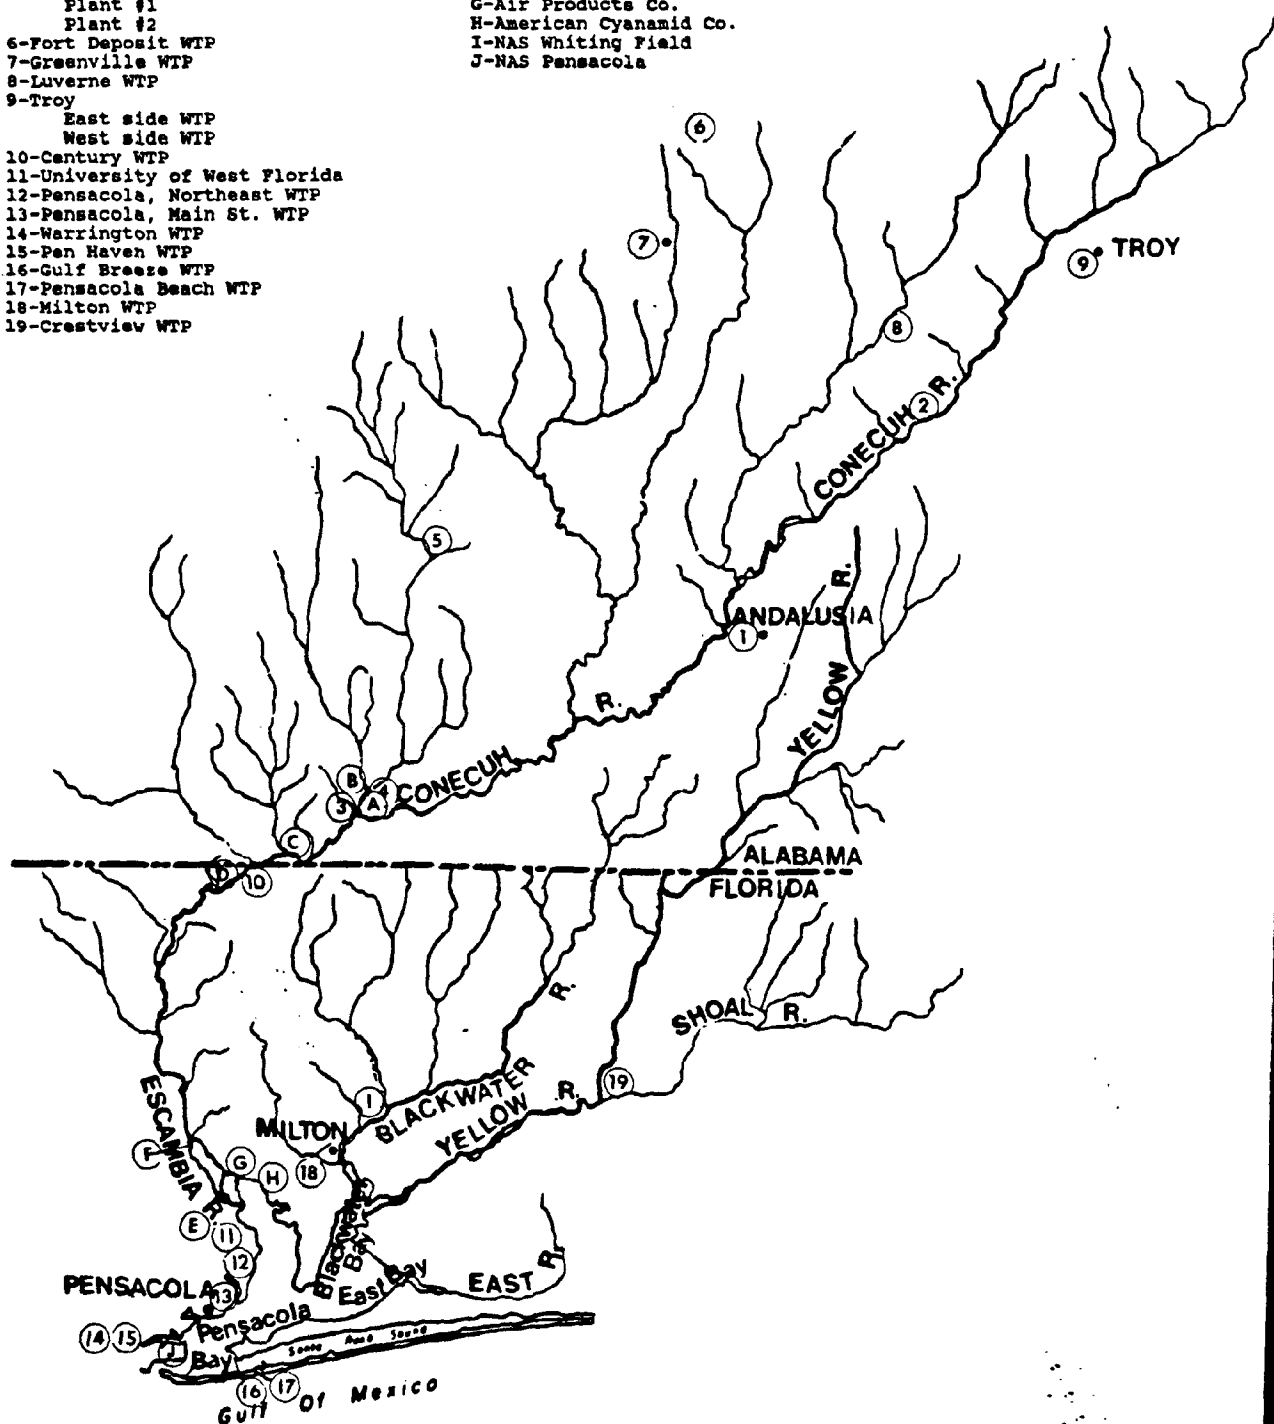 Plant #1
Plant #2
6-Fort Deposit WTP
7-Greenville WTP
8-Luverne WTP
9-Troy
East side WTP
West side WTP
10-Century WTP
11-University of West Florida
12-Pensacola, Northeast WTP
13-Pensacola, Main St. WTP
14-Warrington WTP
15-Pen Haven WTP
16-Gulf Breeze WTP
17-Pensacola Beach WTP
18-Milton WTP
19-Crestview WTP
G-Air Products Co.
H-American Cyanamid Co.
I-NAS Whiting Field
J-NAS Pensacola
6
7
9
TROY
8
2
CONECUH R.
5
R.
ANDALUSIA
1
YELLOW
R.
CONECUH
B
4
3
A
C
D
10
ALABAMA
FLORIDA
R.
SHOAL R.
19
I
BLACKWATER
YELLOW R.
MILTON
18
ESCAMBIA R.
F
G
H
E
11
12
Blackwater Bay
PENSACOLA
13
East Bay
EAST R.
Pensacola Bay
14
15
J
Santa Rosa Sound
16
17
Gulf Of Mexico